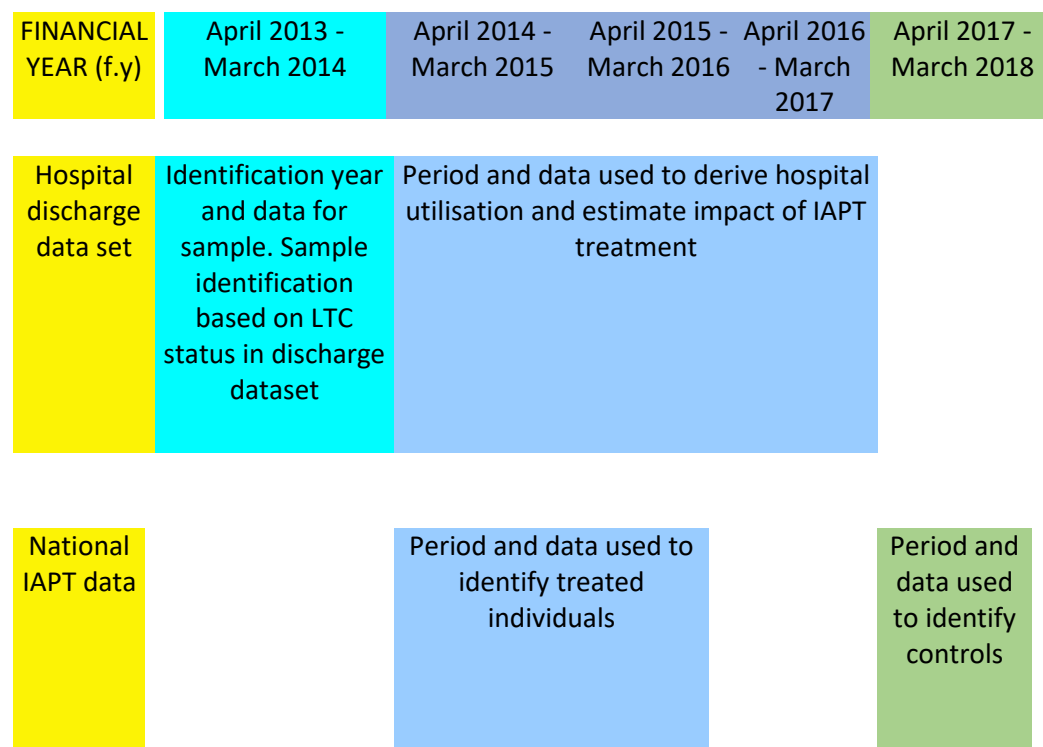 FINANCIAL
YEAR (f.y)
April 2013 -
March 2014
April 2014 -
March 2015
April 2015 -
March 2016
April 2016
- March
2017
April 2017 -
March 2018
Hospital
discharge
data set
Identification year
and data for
sample. Sample
identification
based on LTC
status in discharge
dataset
Period and data used to derive hospital
utilisation and estimate impact of IAPT
treatment
National
IAPT data
Period and data used to
identify treated
individuals
Period and
data used
to identify
controls